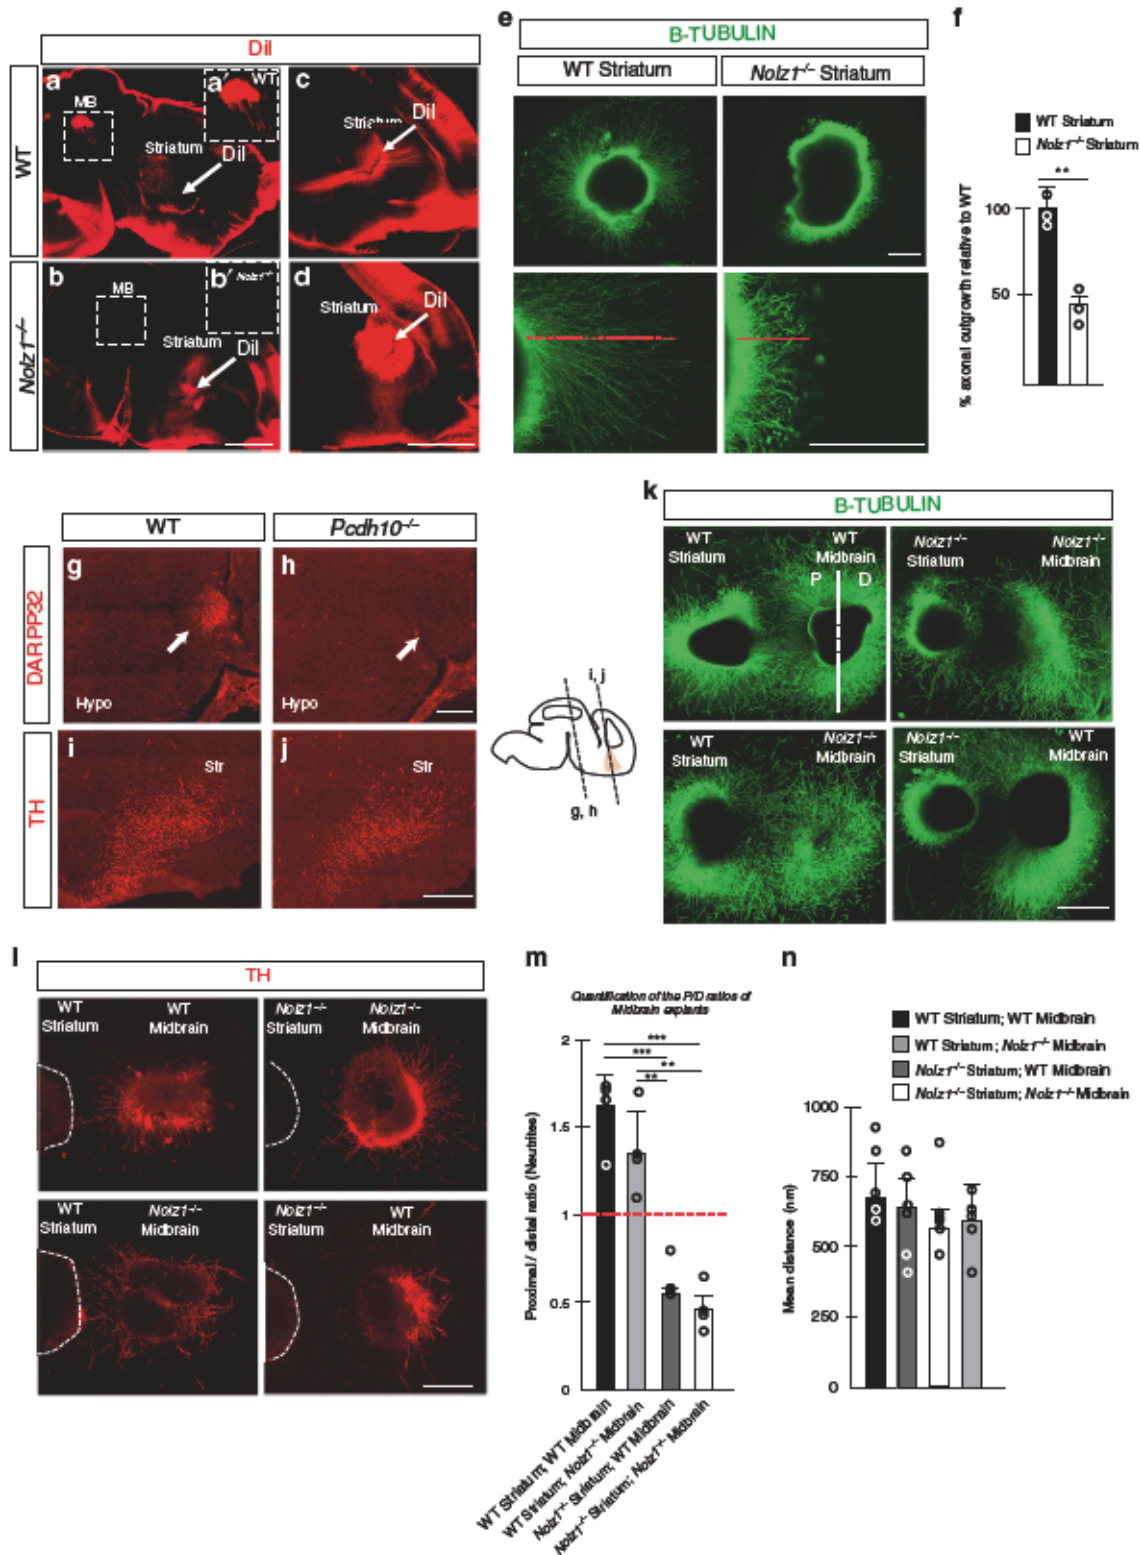 e
f
DiI
B-TUBULIN
WT Striatum
Nolz1–/– Striatum
WT
a
MB
a′
WT
Striatum
DiI
c
Striatum
DiI
WT Striatum
Nolz1–/– Striatum
**
% axonal outgrowth relative to WT
100
50
Nolz1–/–
b
MB
b′
Nolz1–/–
Striatum
DiI
d
Striatum
DiI
k
WT
Pcdh10–/–
B-TUBULIN
DARPP32
g
Hypo
h
Hypo
TH
i
Str
j
Str
i, j
g, h
WT
Striatum
WT
Midbrain
P
D
Nolz1–/–
Striatum
Nolz1–/–
Midbrain
WT
Striatum
Nolz1–/–
Midbrain
Nolz1–/–
Striatum
WT
Midbrain
l
m
n
TH
WT
Striatum
WT
Midbrain
Nolz1–/–
Striatum
Nolz1–/–
Midbrain
WT
Striatum
Nolz1–/–
Midbrain
Nolz1–/–
Striatum
WT
Midbrain
Quantification of the P/D ratios of
Midbrain explants
Proximal / distal ratio (Neutrites)
2
1.5
1
0.5
0
***
***
**
**
WT Striatum; WT Midbrain
WT Striatum; Nolz1–/– Midbrain
Nolz1–/– Striatum; WT Midbrain
Nolz1–/– Striatum; Nolz1–/– Midbrain
WT Striatum; WT Midbrain
WT Striatum; Nolz1–/– Midbrain
Nolz1–/– Striatum; WT Midbrain
Nolz1–/– Striatum; Nolz1–/– Midbrain
Mean distance (nm)
1000
750
500
250
0